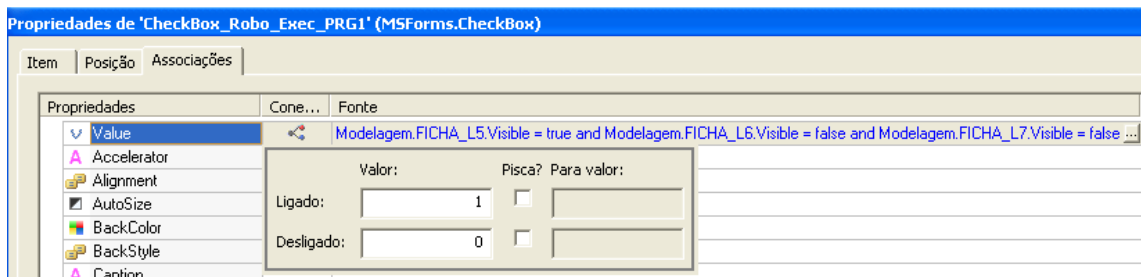 Propriedades de 'CheckBox_Robo_Exec_PRG1' (MSForms.CheckBox)
Item Posição Associações
Propriedades Cone... Fonte
Value Modelagem.FICHA_L5.Visible = true and Modelagem.FICHA_L6.Visible = false and Modelagem.FICHA_L7.Visible = false ...
Accelerator
Valor: Pisca? Para valor:
Alignment
Ligado: 1
AutoSize
BackColor
Desligado: 0
BackStyle
Caption